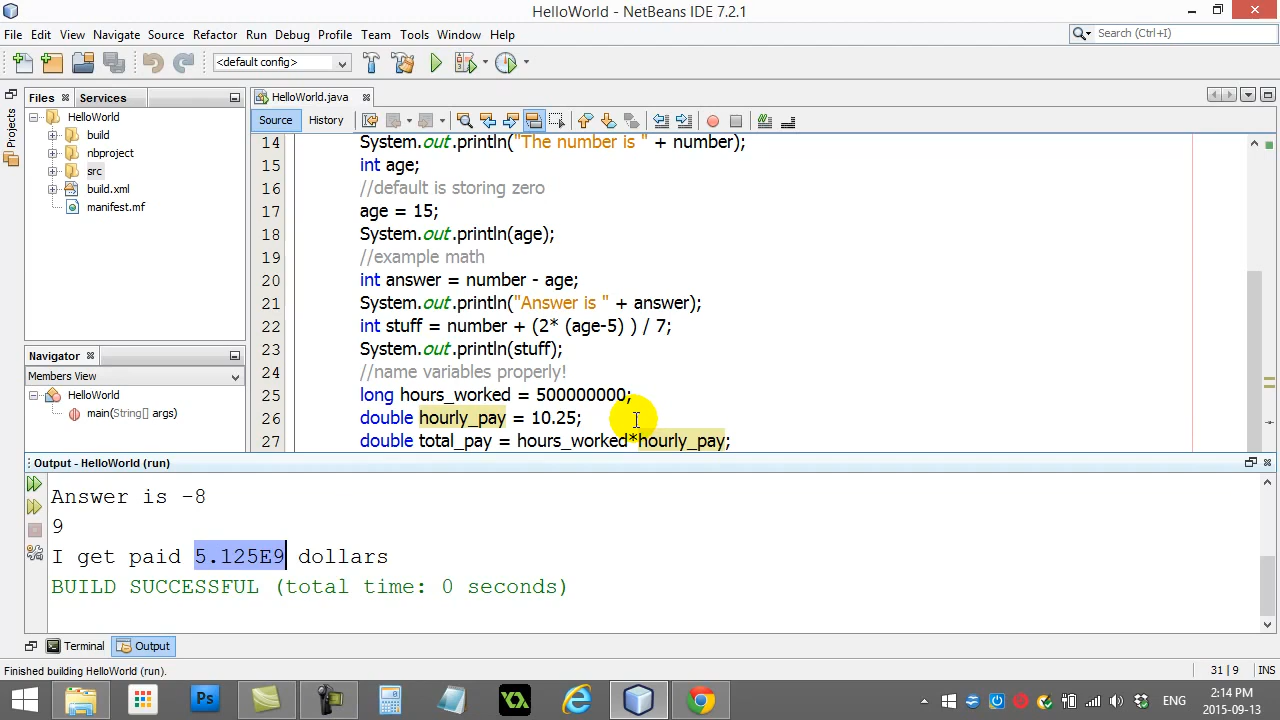 HelloWorld - NetBeans IDE 7.2.1
File Edit View Navigate Source Refactor Run Debug Profile Team Tools Window Help
Search (Ctrl+I)
<default config>
Projects
Files
Services
HelloWorld
build
nbproject
src
build.xml
manifest.mf
Navigator
Members View
HelloWorld
main(String[] args)
HelloWorld.java
Source
History
14 System.out.println("The number is " + number);
15 int age;
16 //default is storing zero
17 age = 15;
18 System.out.println(age);
19 //example math
20 int answer = number - age;
21 System.out.println("Answer is " + answer);
22 int stuff = number + (2* (age-5) ) / 7;
23 System.out.println(stuff);
24 //name variables properly!
25 long hours_worked = 500000000;
26 double hourly_pay = 10.25;
27 double total_pay = hours_worked*hourly_pay;
Output - HelloWorld (run)
Answer is -8
9
I get paid 5.125E9 dollars
BUILD SUCCESSFUL (total time: 0 seconds)
Terminal
Output
Finished building HelloWorld (run).
31 | 9
INS
Ps
ENG
2:14 PM
2015-09-13